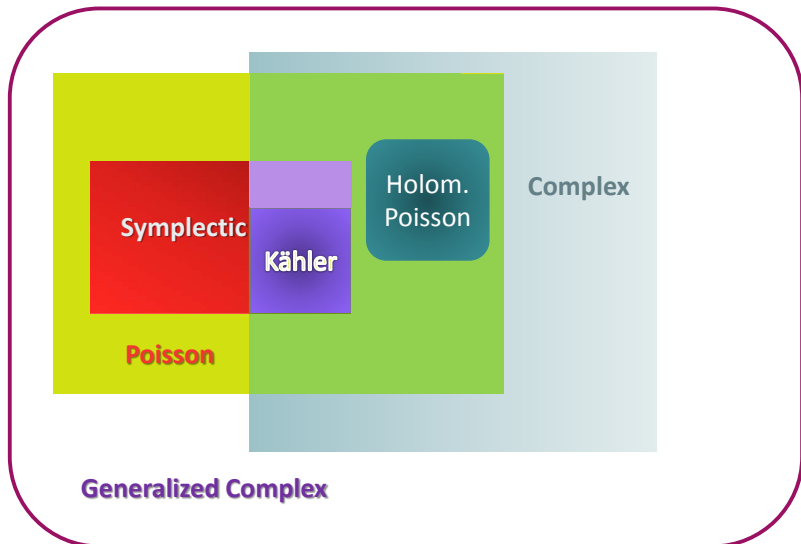 Holom.
Poisson
Complex
Symplectic
Kähler
Poisson
Generalized Complex